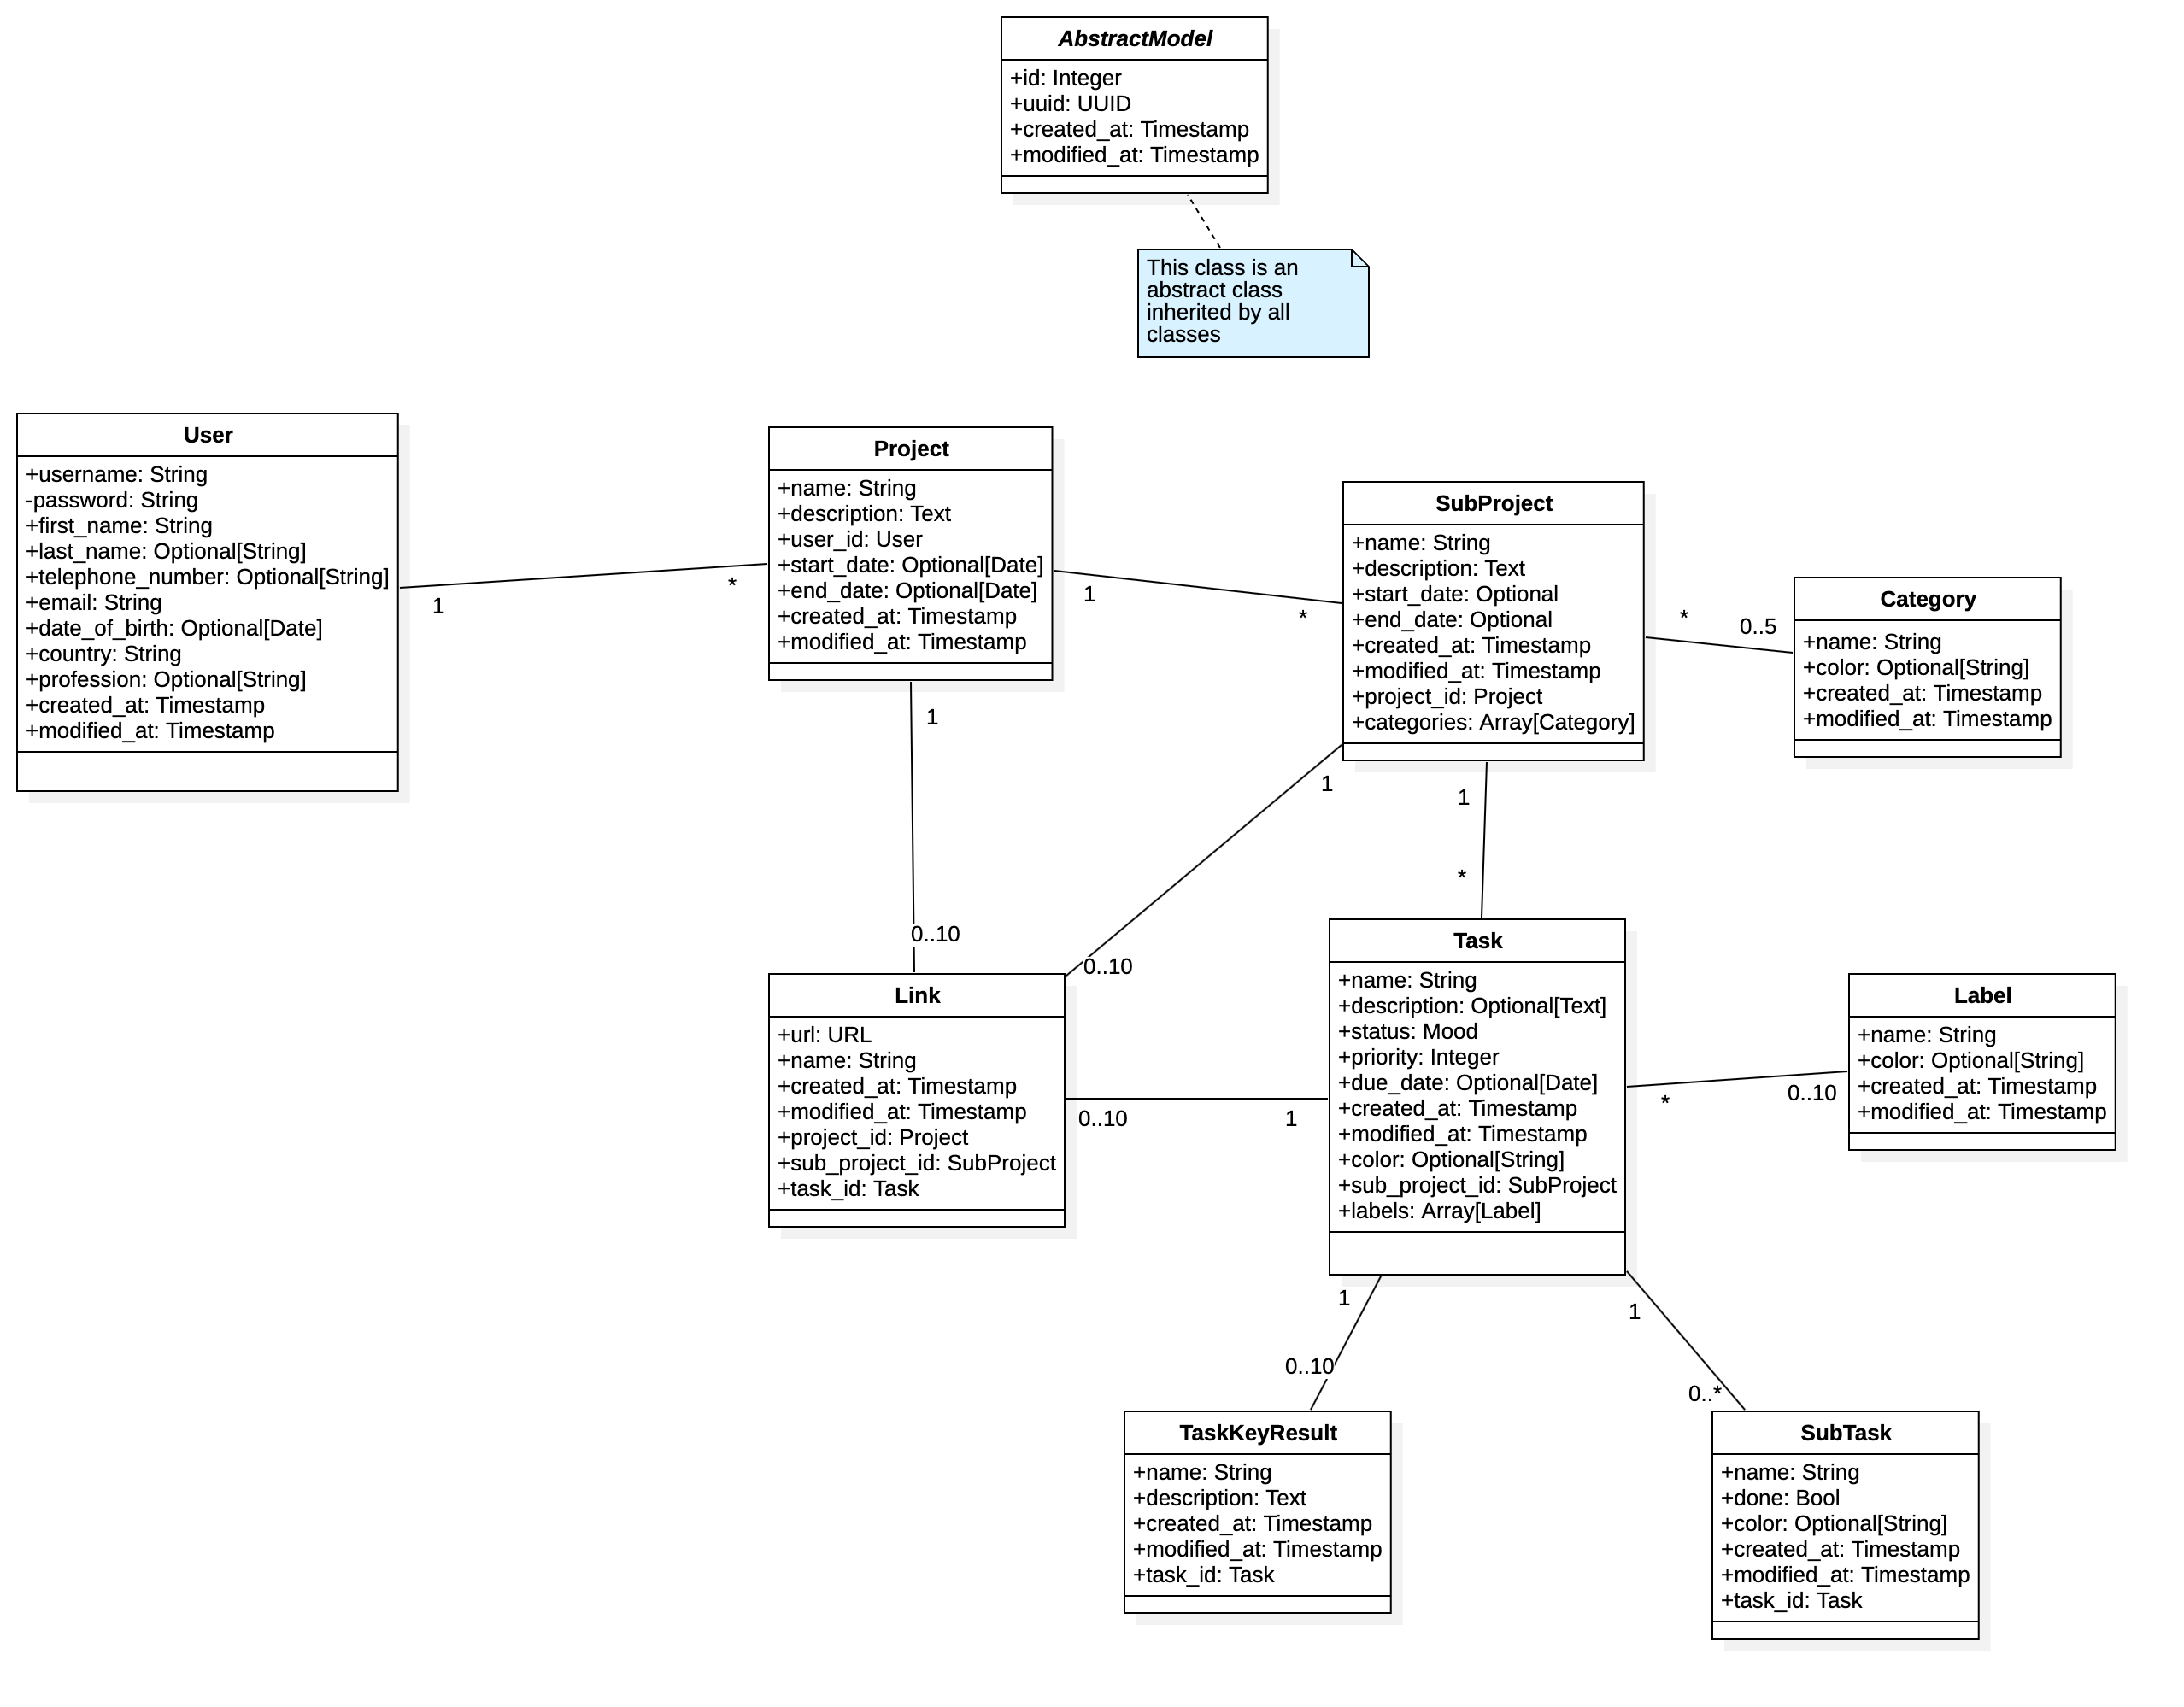 AbstractModel
+id: Integer
+uuid: UUID
+created_at: Timestamp
+modified_at: Timestamp
This class is an
abstract class
inherited by all
classes
User
+username: String
-password: String
+first_name: String
+last_name: Optional[String]
+telephone_number: Optional[String]
+email: String
+date_of_birth: Optional[Date]
+country: String
+profession: Optional[String]
+created_at: Timestamp
+modified_at: Timestamp
1
*
Project
+name: String
+description: Text
+user_id: User
+start_date: Optional[Date]
+end_date: Optional[Date]
+created_at: Timestamp
+modified_at: Timestamp
1
*
1
0..10
SubProject
+name: String
+description: Text
+start_date: Optional
+end_date: Optional
+created_at: Timestamp
+modified_at: Timestamp
+project_id: Project
+categories: Array[Category]
*
0..5
1
0..10
1
*
Category
+name: String
+color: Optional[String]
+created_at: Timestamp
+modified_at: Timestamp
Link
+url: URL
+name: String
+created_at: Timestamp
+modified_at: Timestamp
+project_id: Project
+sub_project_id: SubProject
+task_id: Task
0..10
1
Task
+name: String
+description: Optional[Text]
+status: Mood
+priority: Integer
+due_date: Optional[Date]
+created_at: Timestamp
+modified_at: Timestamp
+color: Optional[String]
+sub_project_id: SubProject
+labels: Array[Label]
*
0..10
Label
+name: String
+color: Optional[String]
+created_at: Timestamp
+modified_at: Timestamp
1
0..10
1
0..*
TaskKeyResult
+name: String
+description: Text
+created_at: Timestamp
+modified_at: Timestamp
+task_id: Task
SubTask
+name: String
+done: Bool
+color: Optional[String]
+created_at: Timestamp
+modified_at: Timestamp
+task_id: Task